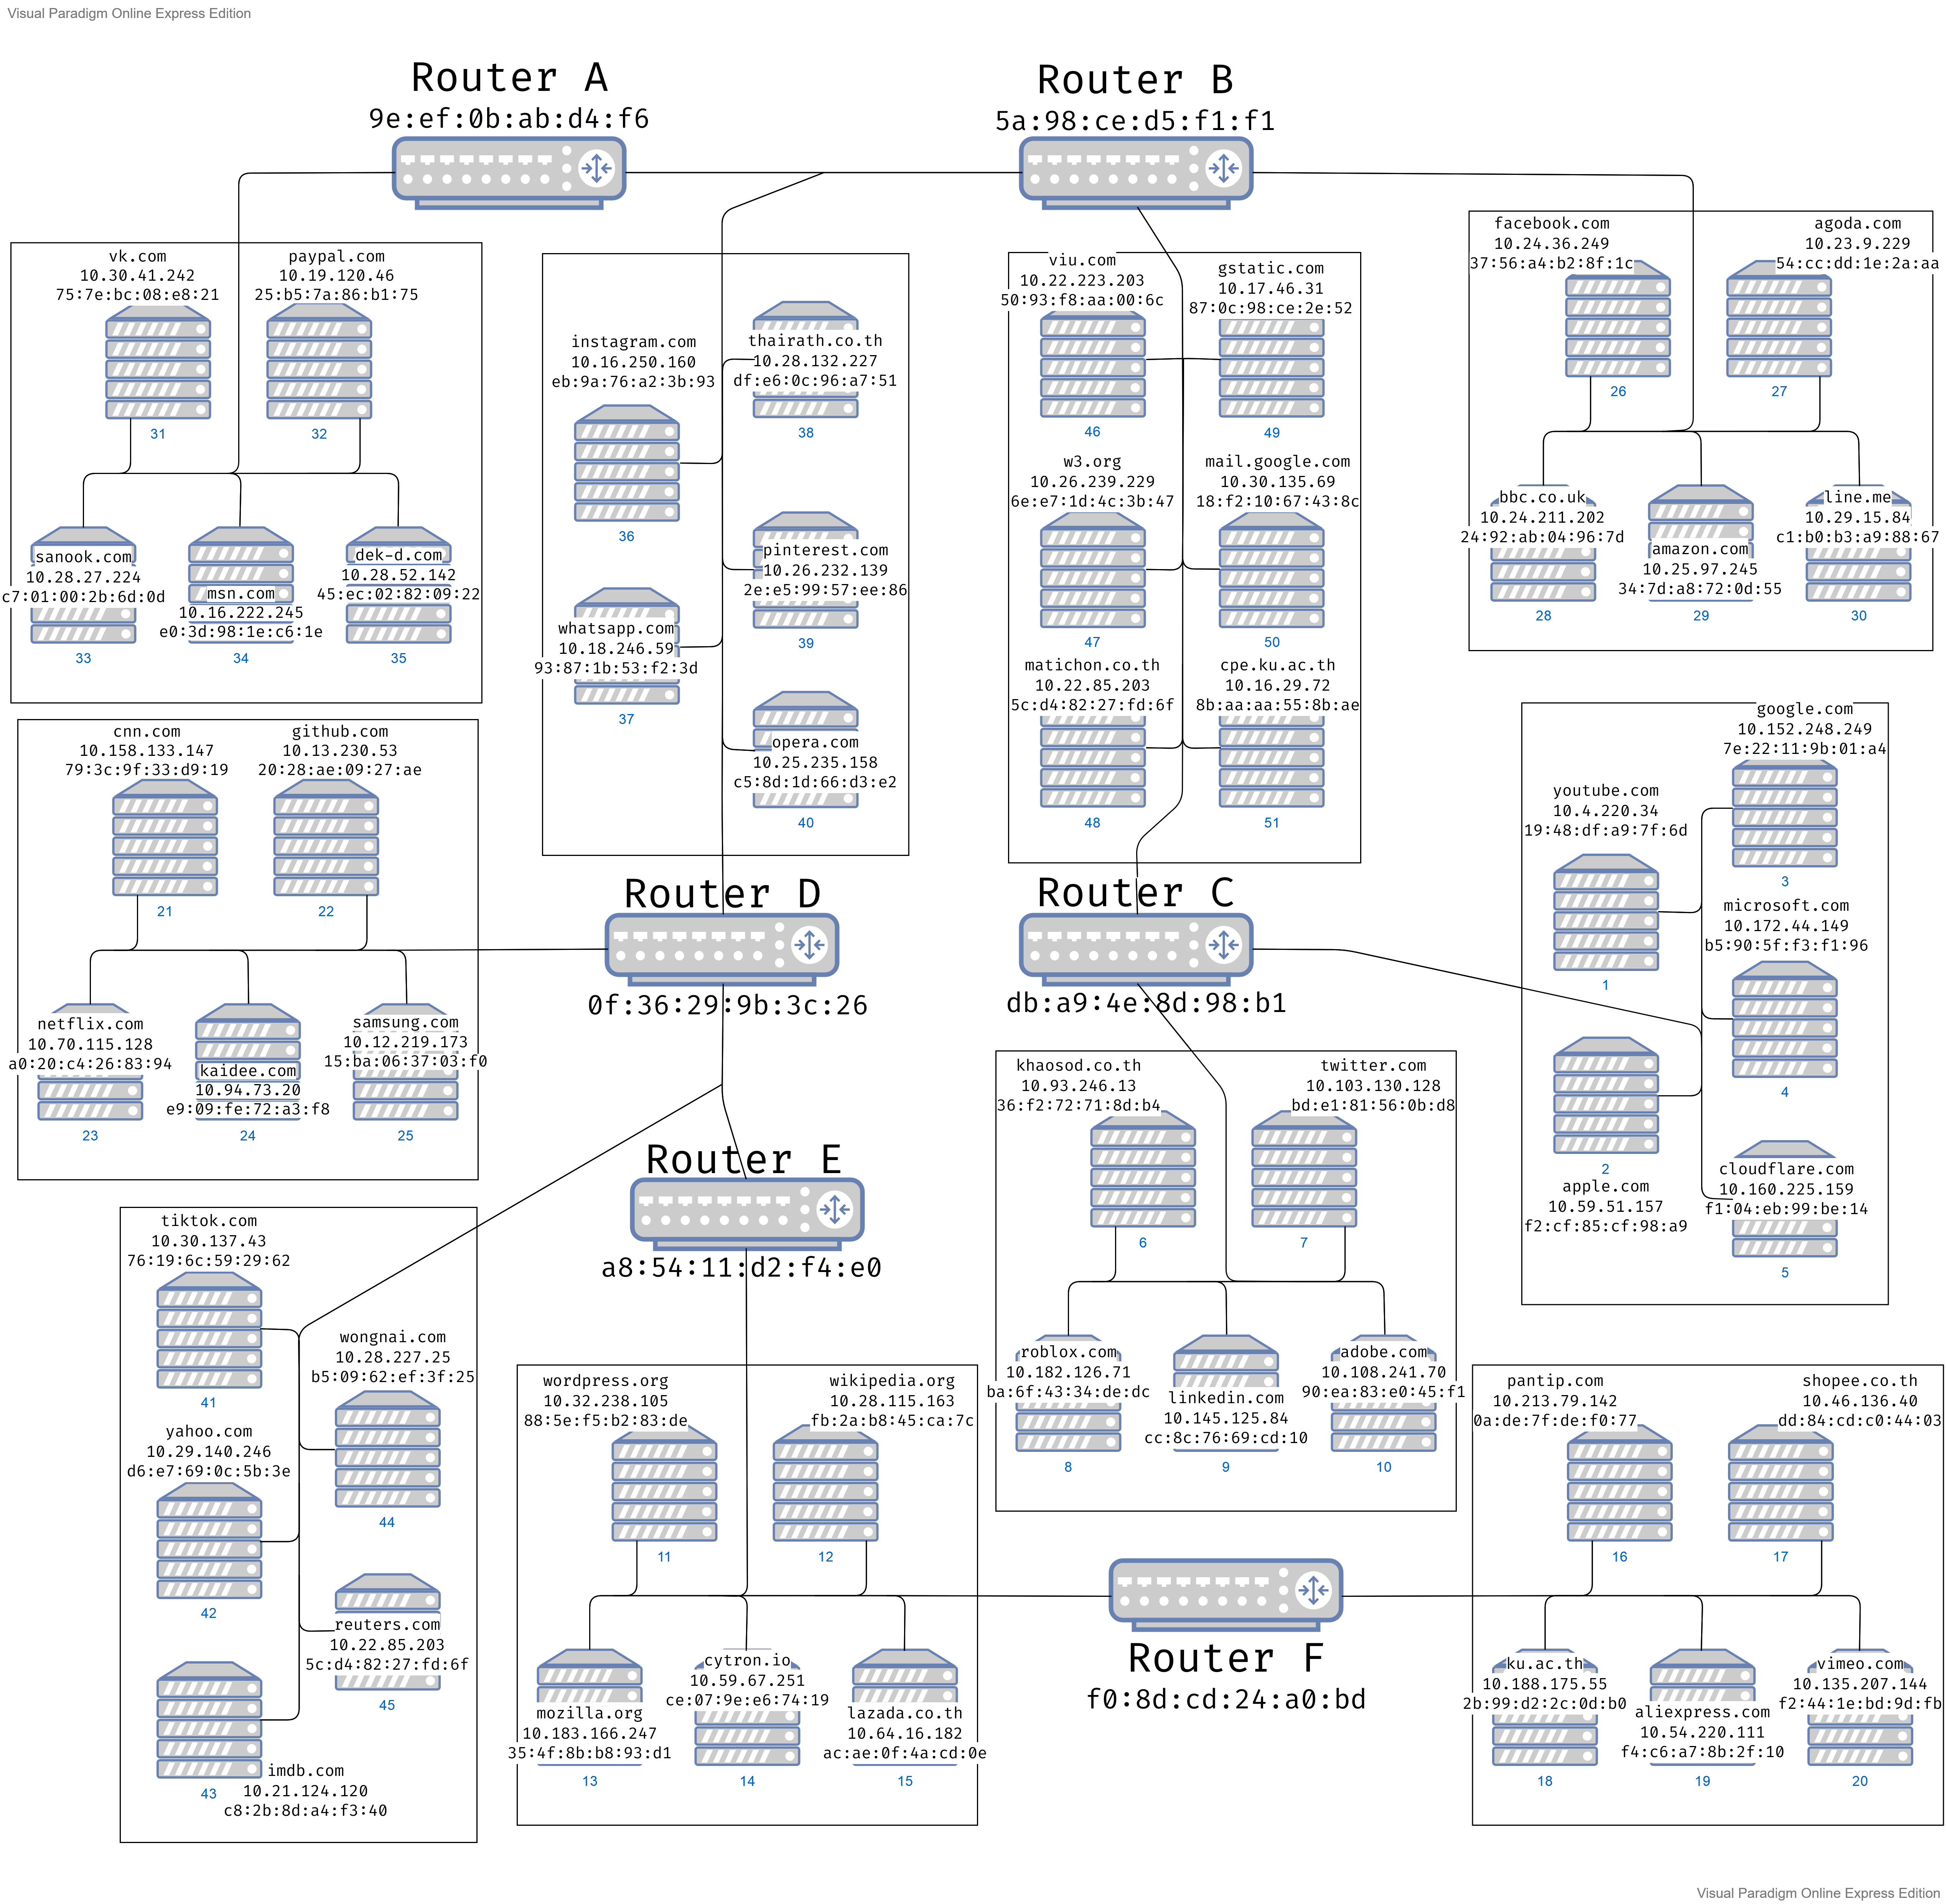 Visual Paradigm Online Express Edition
Router A
9e:ef:0b:ab:d4:f6
Router B
5a:98:ce:d5:f1:f1
vk.com
10.30.41.242
75:7e:bc:08:e8:21
31
paypal.com
10.19.120.46
25:b5:7a:86:b1:75
32
sanook.com
10.28.27.224
c7:01:00:2b:6d:0d
33
msn.com
10.16.222.245
e0:3d:98:1e:c6:1e
34
dek-d.com
10.28.52.142
45:ec:02:82:09:22
35
instagram.com
10.16.250.160
eb:9a:76:a2:3b:93
36
thairath.co.th
10.28.132.227
df:e6:0c:96:a7:51
38
whatsapp.com
10.18.246.59
93:87:1b:53:f2:3d
37
pinterest.com
10.26.232.139
2e:e5:99:57:ee:86
39
opera.com
10.25.235.158
c5:8d:1d:66:d3:e2
40
viu.com
10.22.223.203
50:93:f8:aa:00:6c
46
gstatic.com
10.17.46.31
87:0c:98:ce:2e:52
49
w3.org
10.26.239.229
6e:e7:1d:4c:3b:47
47
mail.google.com
10.30.135.69
18:f2:10:67:43:8c
50
matichon.co.th
10.22.85.203
5c:d4:82:27:fd:6f
48
cpe.ku.ac.th
10.16.29.72
8b:aa:aa:55:8b:ae
51
facebook.com
10.24.36.249
37:56:a4:b2:8f:1c
26
agoda.com
10.23.9.229
54:cc:dd:1e:2a:aa
27
bbc.co.uk
10.24.211.202
24:92:ab:04:96:7d
28
amazon.com
10.25.97.245
34:7d:a8:72:0d:55
29
line.me
10.29.15.84
c1:b0:b3:a9:88:67
30
cnn.com
10.158.133.147
79:3c:9f:33:d9:19
21
github.com
10.13.230.53
20:28:ae:09:27:ae
22
netflix.com
10.70.115.128
a0:20:c4:26:83:94
23
kaidee.com
10.94.73.20
e9:09:fe:72:a3:f8
24
samsung.com
10.12.219.173
15:ba:06:37:03:f0
25
Router D
0f:36:29:9b:3c:26
Router C
db:a9:4e:8d:98:b1
youtube.com
10.4.220.34
19:48:df:a9:7f:6d
1
google.com
10.152.248.249
7e:22:11:9b:01:a4
3
microsoft.com
10.172.44.149
b5:90:5f:f3:f1:96
4
2
apple.com
10.59.51.157
f2:cf:85:cf:98:a9
cloudflare.com
10.160.225.159
f1:04:eb:99:be:14
5
Router E
a8:54:11:d2:f4:e0
khaosod.co.th
10.93.246.13
36:f2:72:71:8d:b4
6
twitter.com
10.103.130.128
bd:e1:81:56:0b:d8
7
roblox.com
10.182.126.71
ba:6f:43:34:de:dc
8
linkedin.com
10.145.125.84
cc:8c:76:69:cd:10
9
adobe.com
10.108.241.70
90:ea:83:e0:45:f1
10
tiktok.com
10.30.137.43
76:19:6c:59:29:62
41
wongnai.com
10.28.227.25
b5:09:62:ef:3f:25
44
yahoo.com
10.29.140.246
d6:e7:69:0c:5b:3e
42
reuters.com
10.22.85.203
5c:d4:82:27:fd:6f
45
43
imdb.com
10.21.124.120
c8:2b:8d:a4:f3:40
wordpress.org
10.32.238.105
88:5e:f5:b2:83:de
11
wikipedia.org
10.28.115.163
fb:2a:b8:45:ca:7c
12
mozilla.org
10.183.166.247
35:4f:8b:b8:93:d1
13
cytron.io
10.59.67.251
ce:07:9e:e6:74:19
14
lazada.co.th
10.64.16.182
ac:ae:0f:4a:cd:0e
15
Router F
f0:8d:cd:24:a0:bd
pantip.com
10.213.79.142
0a:de:7f:de:f0:77
16
shopee.co.th
10.46.136.40
dd:84:cd:c0:44:03
17
ku.ac.th
10.188.175.55
2b:99:d2:2c:0d:b0
18
aliexpress.com
10.54.220.111
f4:c6:a7:8b:2f:10
19
vimeo.com
10.135.207.144
f2:44:1e:bd:9d:fb
20
Visual Paradigm Online Express Edition